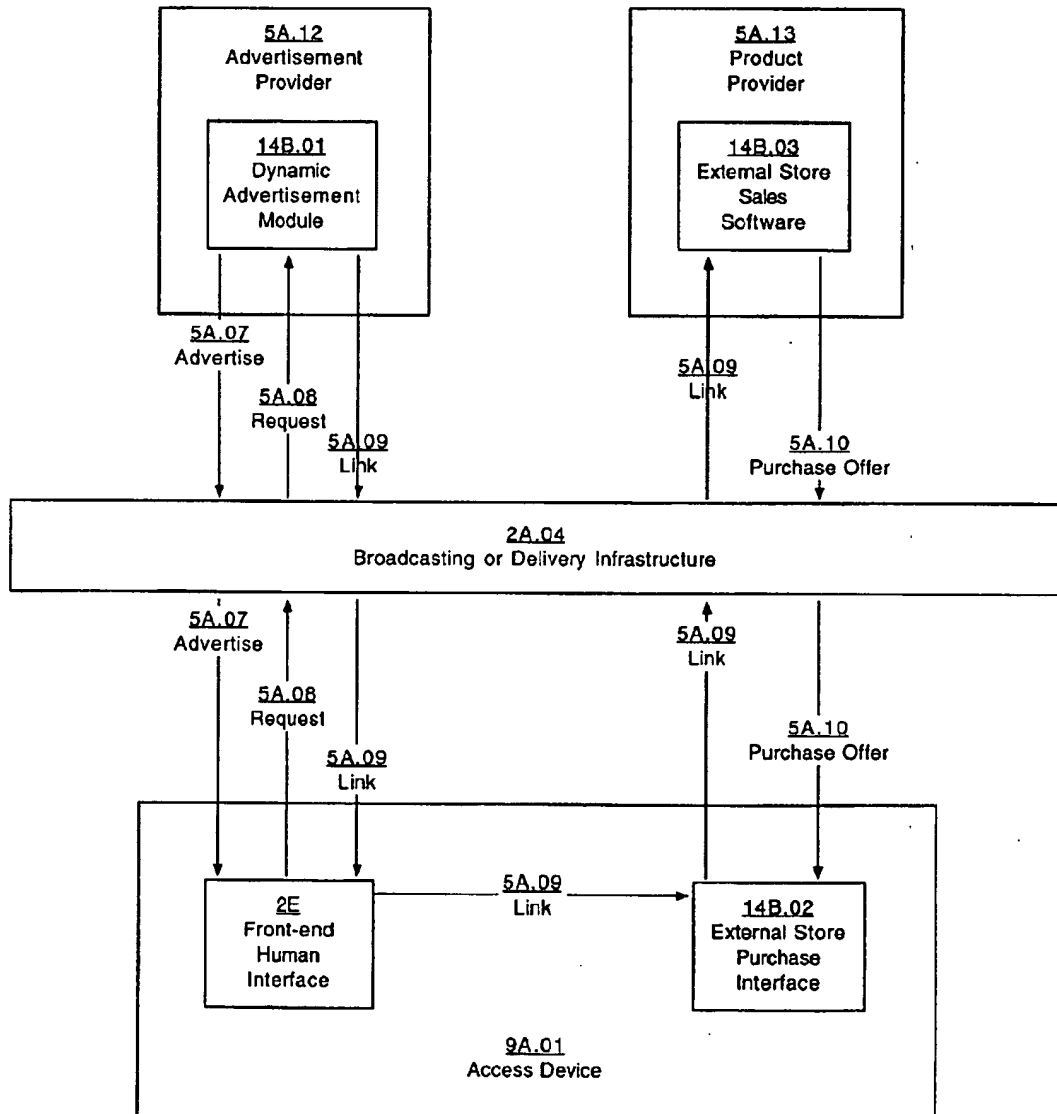 5A.12
Advertisement
Provider
14B.01
Dynamic
Advertisement
Module
5A.13
Product
Provider
14B.03
External Store
Sales
Software
5A.07
Advertise
5A.08
Request
5A.09
Link
5A.09
Link
5A.10
Purchase Offer
2A.04
Broadcasting or Delivery Infrastructure
5A.07
Advertise
5A.08
Request
5A.09
Link
5A.09
Link
5A.10
Purchase Offer
2E
Front-end
Human
Interface
5A.09
Link
14B.02
External Store
Purchase
Interface
9A.01
Access Device